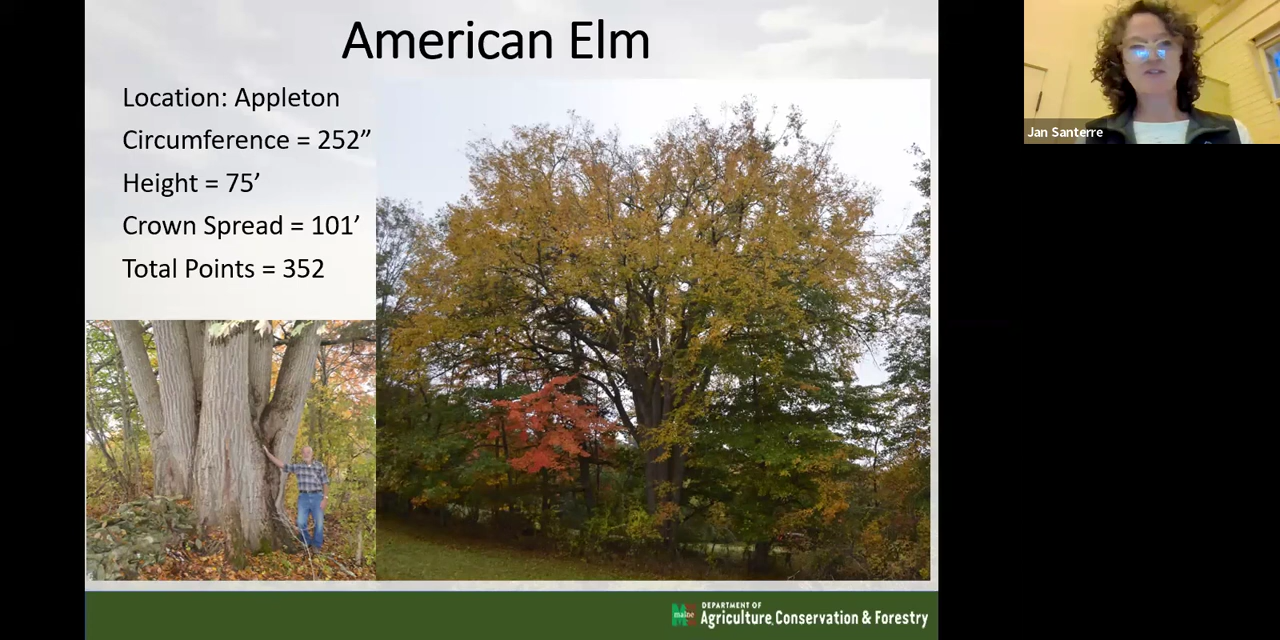 American Elm
Location: Appleton
Circumference = 252”
Height = 75’
Crown Spread = 101’
Total Points = 352
Jan Santerre
maine
DEPARTMENT OF
Agriculture, Conservation & Forestry